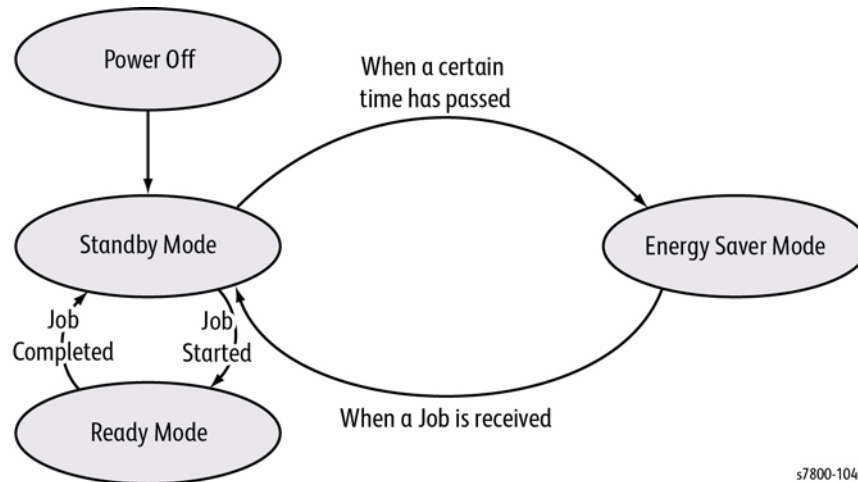 Power Off
When a certain
time has passed
Standby Mode
Energy Saver Mode
Job
Completed
Job
Started
When a Job is received
Ready Mode
s7800-104